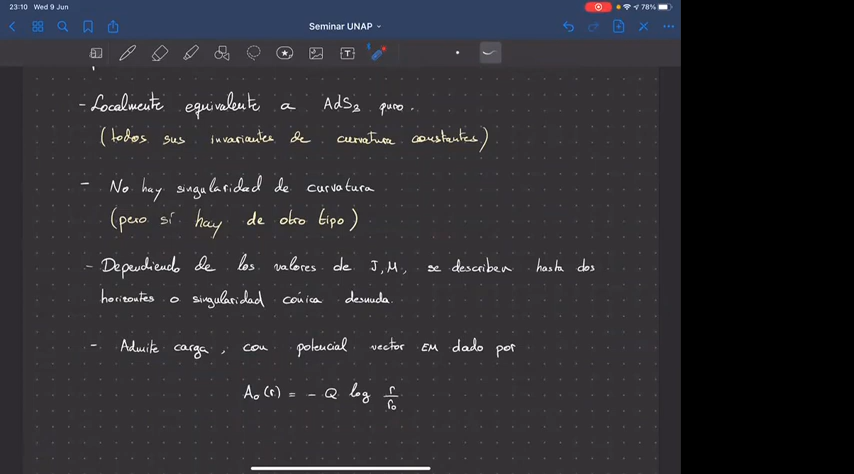 23:10 Wed 9 Jun
78%
Seminar UNAP
- Localmente equivalente a AdS₂ puro.
(todos sus invariantes de curvatura constantes)
- No hay singularidad de curvatura
(pero sí hay de otro tipo)
- Dependiendo de los valores de J, M, se describen hasta dos
horizontes o singularidad cónica desnuda.
- Admite carga, con potencial vector EM dado por
A₀(r) = - Q log r/r₀